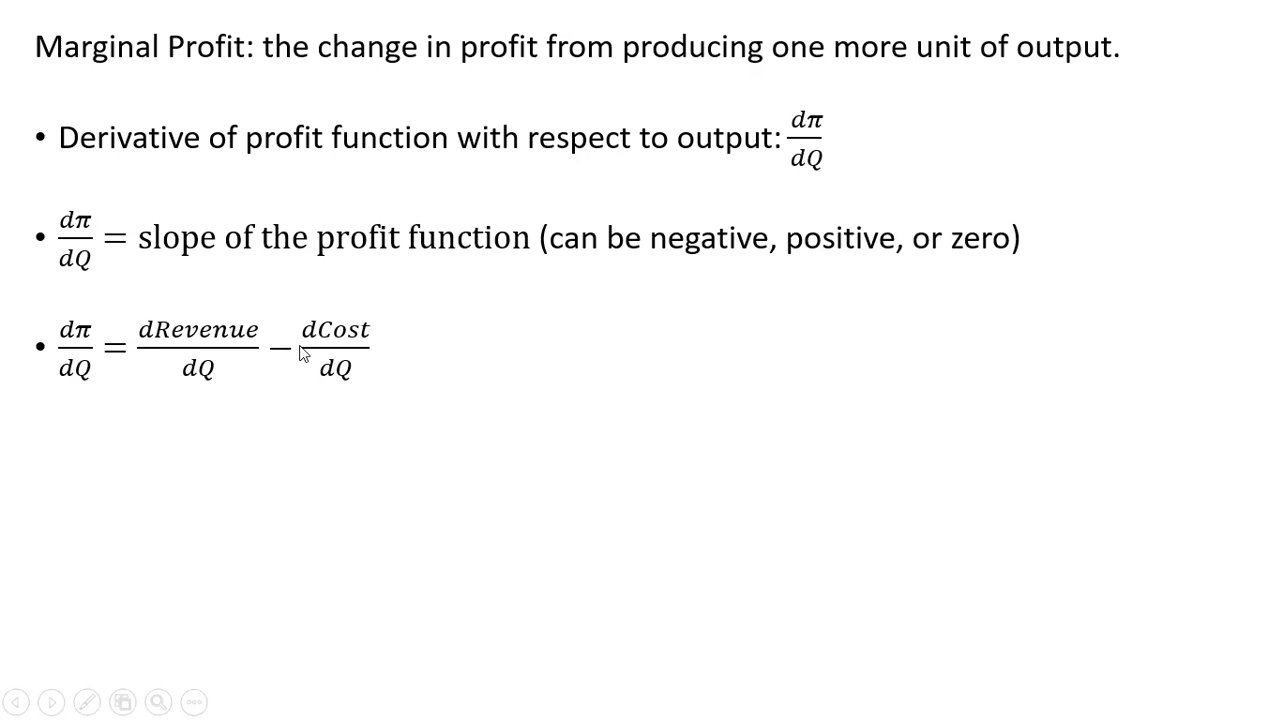 Marginal Profit: the change in profit from producing one more unit of output.
• Derivative of profit function with respect to output: dπ/dQ
• dπ/dQ = slope of the profit function (can be negative, positive, or zero)
• dπ/dQ = dRevenue/dQ − dCost/dQ